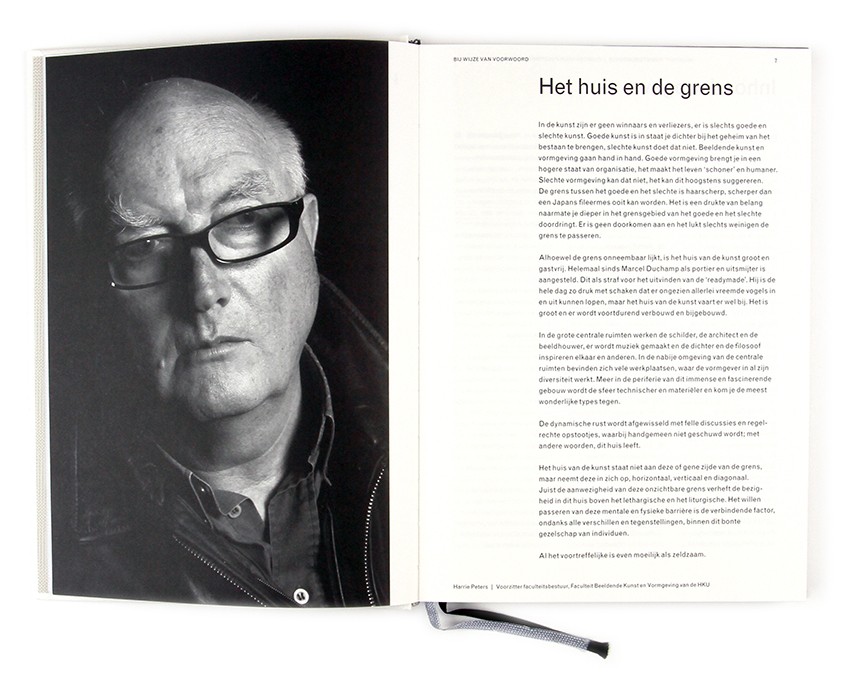 BIJ WIJZE VAN VOORWOORD
7
Het huis en de grens
In de kunst zijn er geen winnaars en verliezers, er is slechts goede en
slechte kunst. Goede kunst is in staat je dichter bij het geheim van het
bestaan te brengen, slechte kunst doet dat niet. Beeldende kunst en
vormgeving gaan hand in hand. Goede vormgeving brengt je in een
hogere staat van organisatie, het maakt het leven ‘schoner’ en humaner.
Slechte vormgeving kan dat niet, het kan dit hoogstens suggereren.
De grens tussen het goede en het slechte is haarscherp, scherper dan
een Japans fileermes ooit kan worden. Het is een drukte van belang
naarmate je dieper in het grensgebied van het goede en het slechte
doordringt. Er is geen doorkomen aan en het lukt slechts weinigen de
grens te passeren.
Alhoewel de grens onneembaar lijkt, is het huis van de kunst groot en
gastvrij. Helemaal sinds Marcel Duchamp als portier en uitsmijter is
aangesteld. Dit als straf voor het uitvinden van de ‘readymade’. Hij is de
hele dag zo druk met schaken dat er ongezien allerlei vreemde vogels in
en uit kunnen lopen, maar het huis van de kunst vaart er wel bij. Het is
groot en er wordt voortdurend verbouwd en bijgebouwd.
In de grote centrale ruimten werken de schilder, de architect en de
beeldhouwer, er wordt muziek gemaakt en de dichter en de filosoof
inspireren elkaar en anderen. In de nabije omgeving van de centrale
ruimten bevinden zich vele werkplaatsen, waar de vormgever in al zijn
diversiteit werkt. Meer in de periferie van dit immense en fascinerende
gebouw wordt de sfeer technischer en materiëler en kom je de meest
wonderlijke types tegen.
De dynamische rust wordt afgewisseld met felle discussies en regel-
rechte opstootjes, waarbij handgemeen niet geschuwd wordt; met
andere woorden, dit huis leeft.
Het huis van de kunst staat niet aan deze of gene zijde van de grens,
maar neemt deze in zich op, horizontaal, verticaal en diagonaal.
Juist de aanwezigheid van deze onzichtbare grens verheft de bezig-
heid in dit huis boven het lethargische en het liturgische. Het willen
passeren van deze mentale en fysieke barrière is de verbindende factor,
ondanks alle verschillen en tegenstellingen, binnen dit bonte
gezelschap van individuen.
Al het voortreffelijke is even moeilijk als zeldzaam.
Harrie Peters | Voorzitter faculteitsbestuur, Faculteit Beeldende Kunst en Vormgeving van de HKU